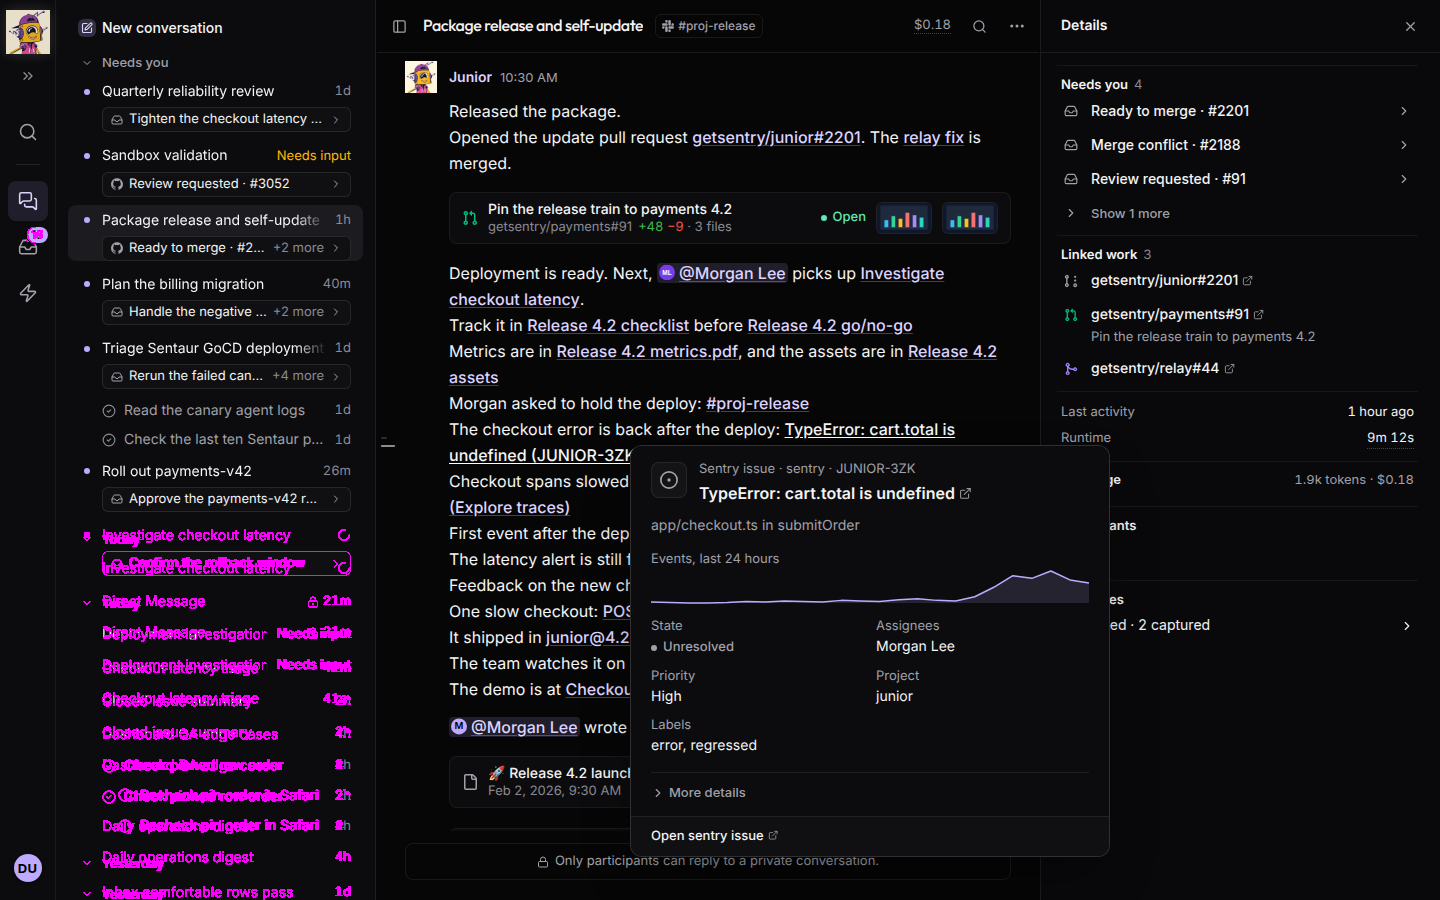 New conversation
Needs you
Quarterly reliability review 1d
Tighten the checkout latency ...
Sandbox validation Needs input
Review requested · #3052
Package release and self-update 1h
Ready to merge · #2... +2 more
Plan the billing migration 40m
Handle the negative ... +2 more
Triage Sentaur GoCD deployment 1d
Rerun the failed can... +4 more
Read the canary agent logs 1d
Check the last ten Sentaur p... 1d
Roll out payments-v42 26m
Approve the payments-v42 r...
Investigate checkout latency
Direct Message 21m
Daily operations digest 4h
DU
Package release and self-update #proj-release $0.18
Junior 10:30 AM
Released the package.
Opened the update pull request getsentry/junior#2201. The relay fix is
merged.
Pin the release train to payments 4.2
getsentry/payments#91 +48 −9 · 3 files
Open
Deployment is ready. Next, ML @Morgan Lee picks up Investigate
checkout latency.
Track it in Release 4.2 checklist before Release 4.2 go/no-go
Metrics are in Release 4.2 metrics.pdf, and the assets are in Release 4.2
assets
Morgan asked to hold the deploy: #proj-release
The checkout error is back after the deploy: TypeError: cart.total is
undefined (JUNIOR-3ZK
Checkout spans slowed
(Explore traces)
First event after the dep
The latency alert is still f
Feedback on the new ch
One slow checkout: POS
It shipped in junior@4.2
The team watches it on
The demo is at Checkou
M @Morgan Lee wrote
🚀 Release 4.2 launch
Feb 2, 2026, 9:30 AM
Only participants can reply to a private conversation.
Sentry issue · sentry · JUNIOR-3ZK
TypeError: cart.total is undefined
app/checkout.ts in submitOrder
Events, last 24 hours
State
Unresolved
Assignees
Morgan Lee
Priority
High
Project
junior
Labels
error, regressed
More details
Open sentry issue
Details
Needs you 4
Ready to merge · #2201
Merge conflict · #2188
Review requested · #91
Show 1 more
Linked work 3
getsentry/junior#2201
getsentry/payments#91
Pin the release train to payments 4.2
getsentry/relay#44
Last activity 1 hour ago
Runtime 9m 12s
ge 1.9k tokens · $0.18
ants
es
ed · 2 captured